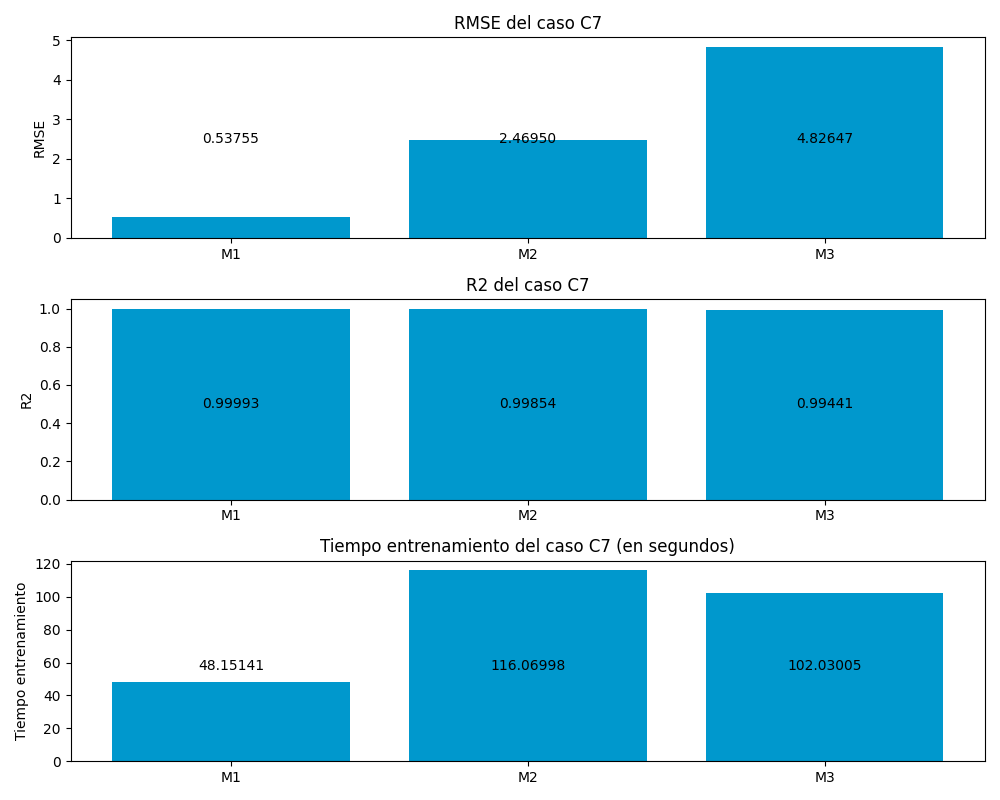 RMSE del caso C7
5
4
3
2
1
0
RMSE
0.53755
2.46950
4.82647
M1
M2
M3
R2 del caso C7
1.0
0.8
0.6
0.4
0.2
0.0
R2
0.99993
0.99854
0.99441
M1
M2
M3
Tiempo entrenamiento del caso C7 (en segundos)
120
100
80
60
40
20
0
Tiempo entrenamiento
48.15141
116.06998
102.03005
M1
M2
M3